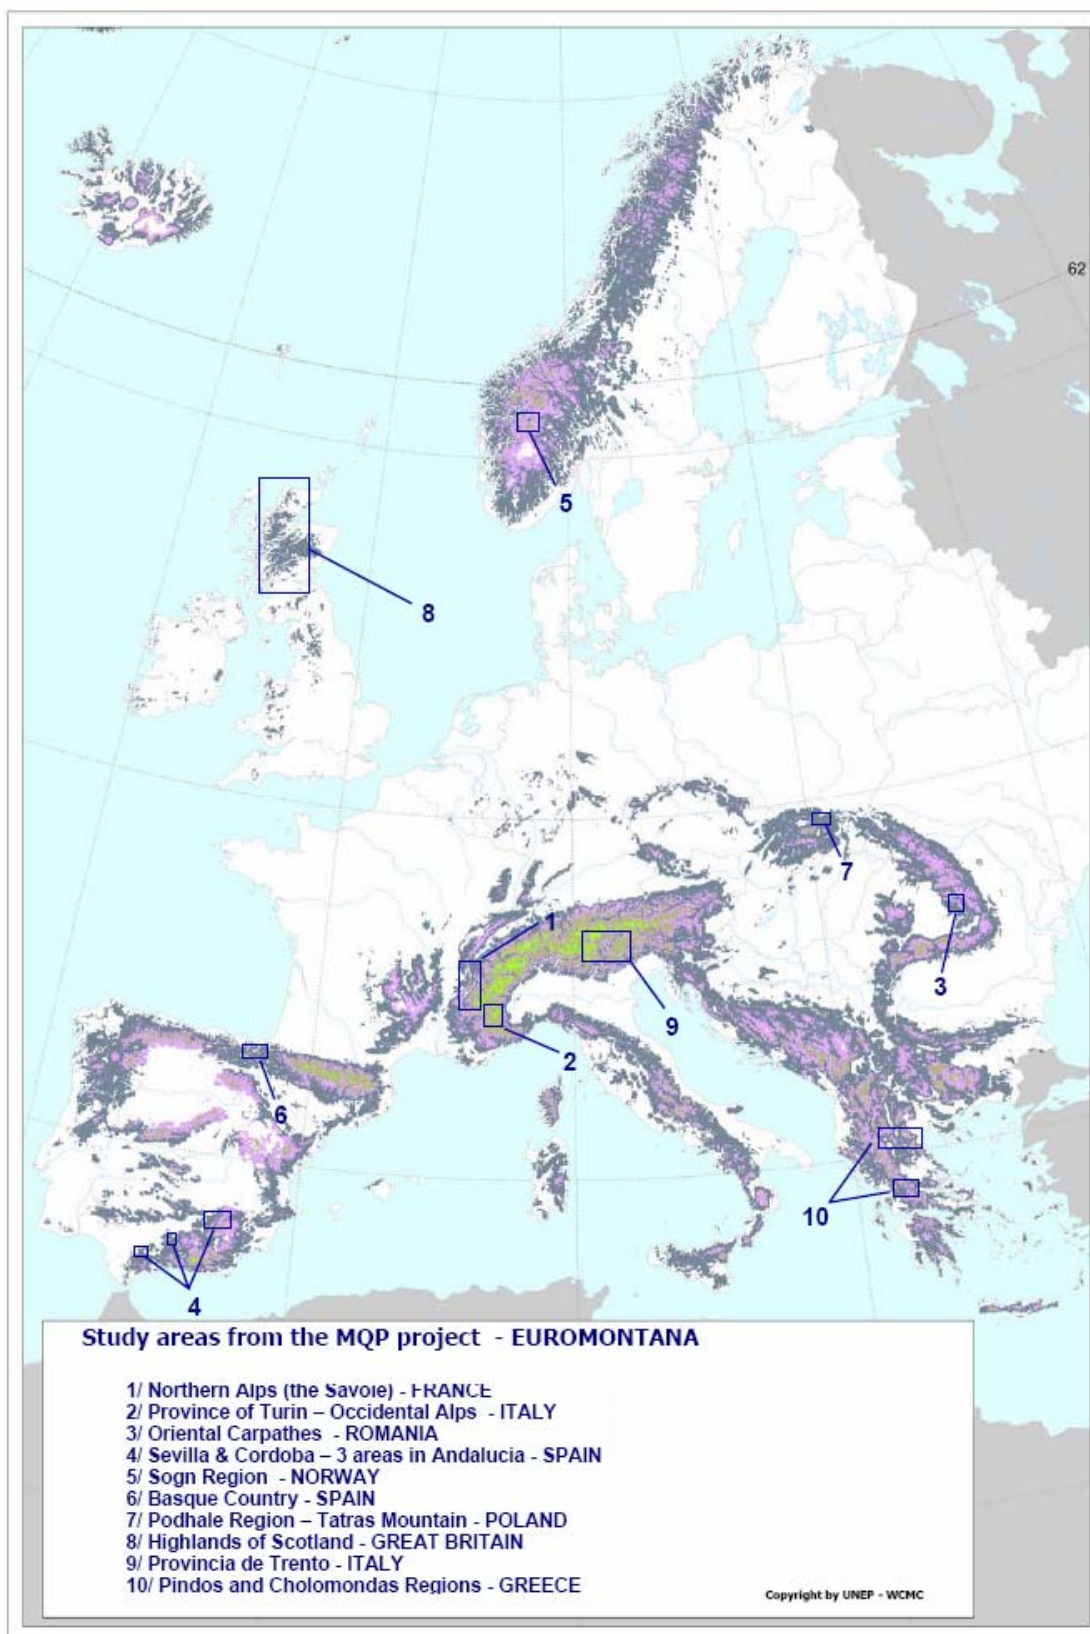 62
5
8
7
1
3
9
2
6
10
4
Study areas from the MQP project - EUROMONTANA
1/ Northern Alps (the Savoie) - FRANCE
2/ Province of Turin – Occidental Alps - ITALY
3/ Oriental Carpathes - ROMANIA
4/ Sevilla & Cordoba – 3 areas in Andalucia - SPAIN
5/ Sogn Region - NORWAY
6/ Basque Country - SPAIN
7/ Podhale Region – Tatras Mountain - POLAND
8/ Highlands of Scotland - GREAT BRITAIN
9/ Provincia de Trento - ITALY
10/ Pindos and Cholomondas Regions - GREECE
Copyright by UNEP - WCMC